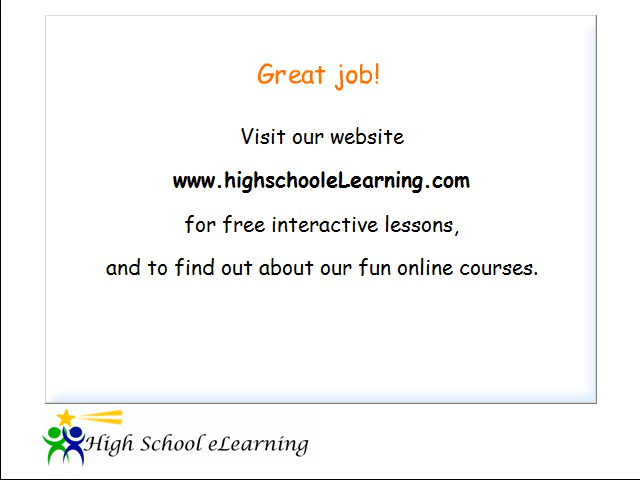 Great job!
Visit our website
www.highschooleLearning.com
for free interactive lessons,
and to find out about our fun online courses.
High School eLearning